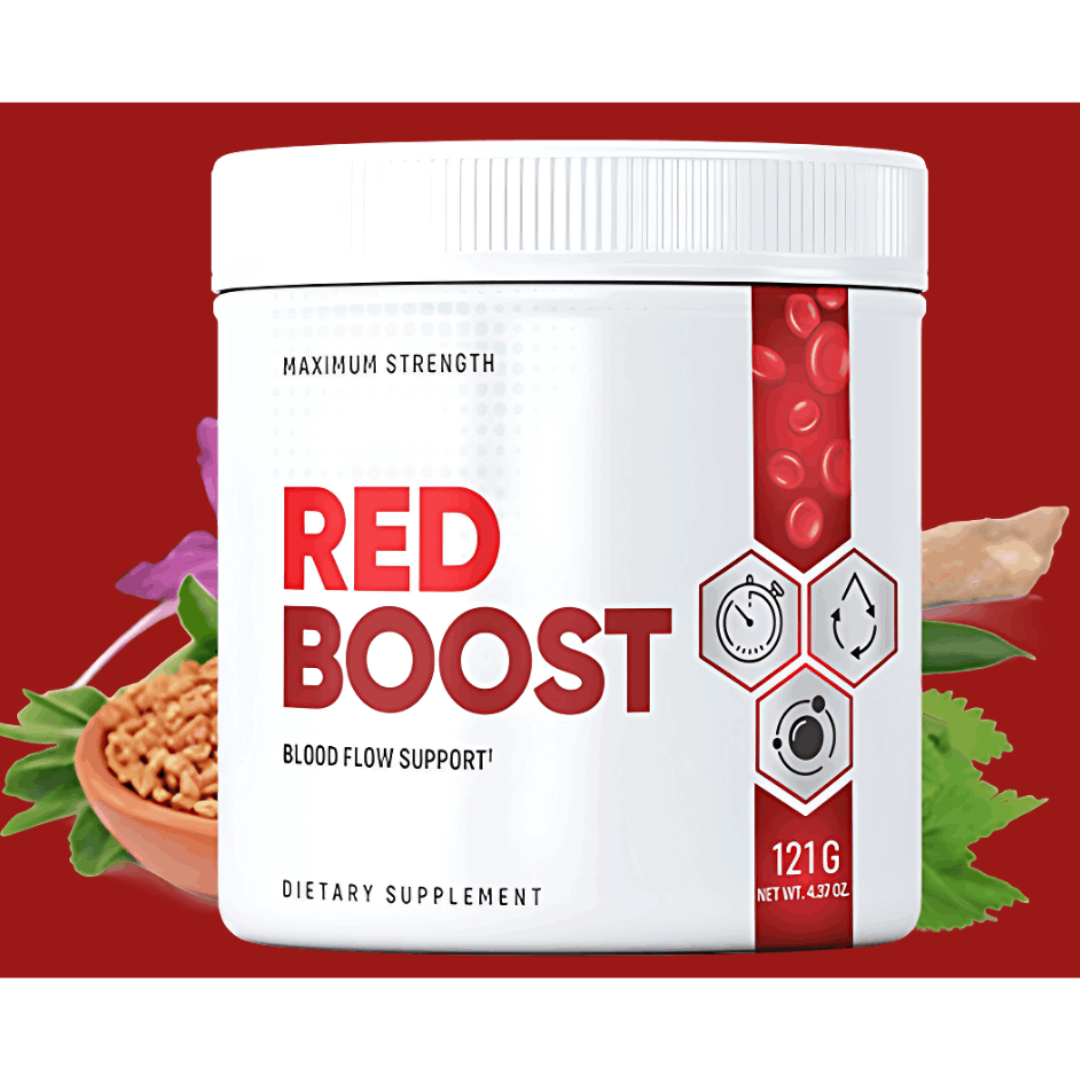 MAXIMUM STRENGTH
RED
BOOST
BLOOD FLOW SUPPORT†
DIETARY SUPPLEMENT
121 G
NET WT. 4.37 OZ.